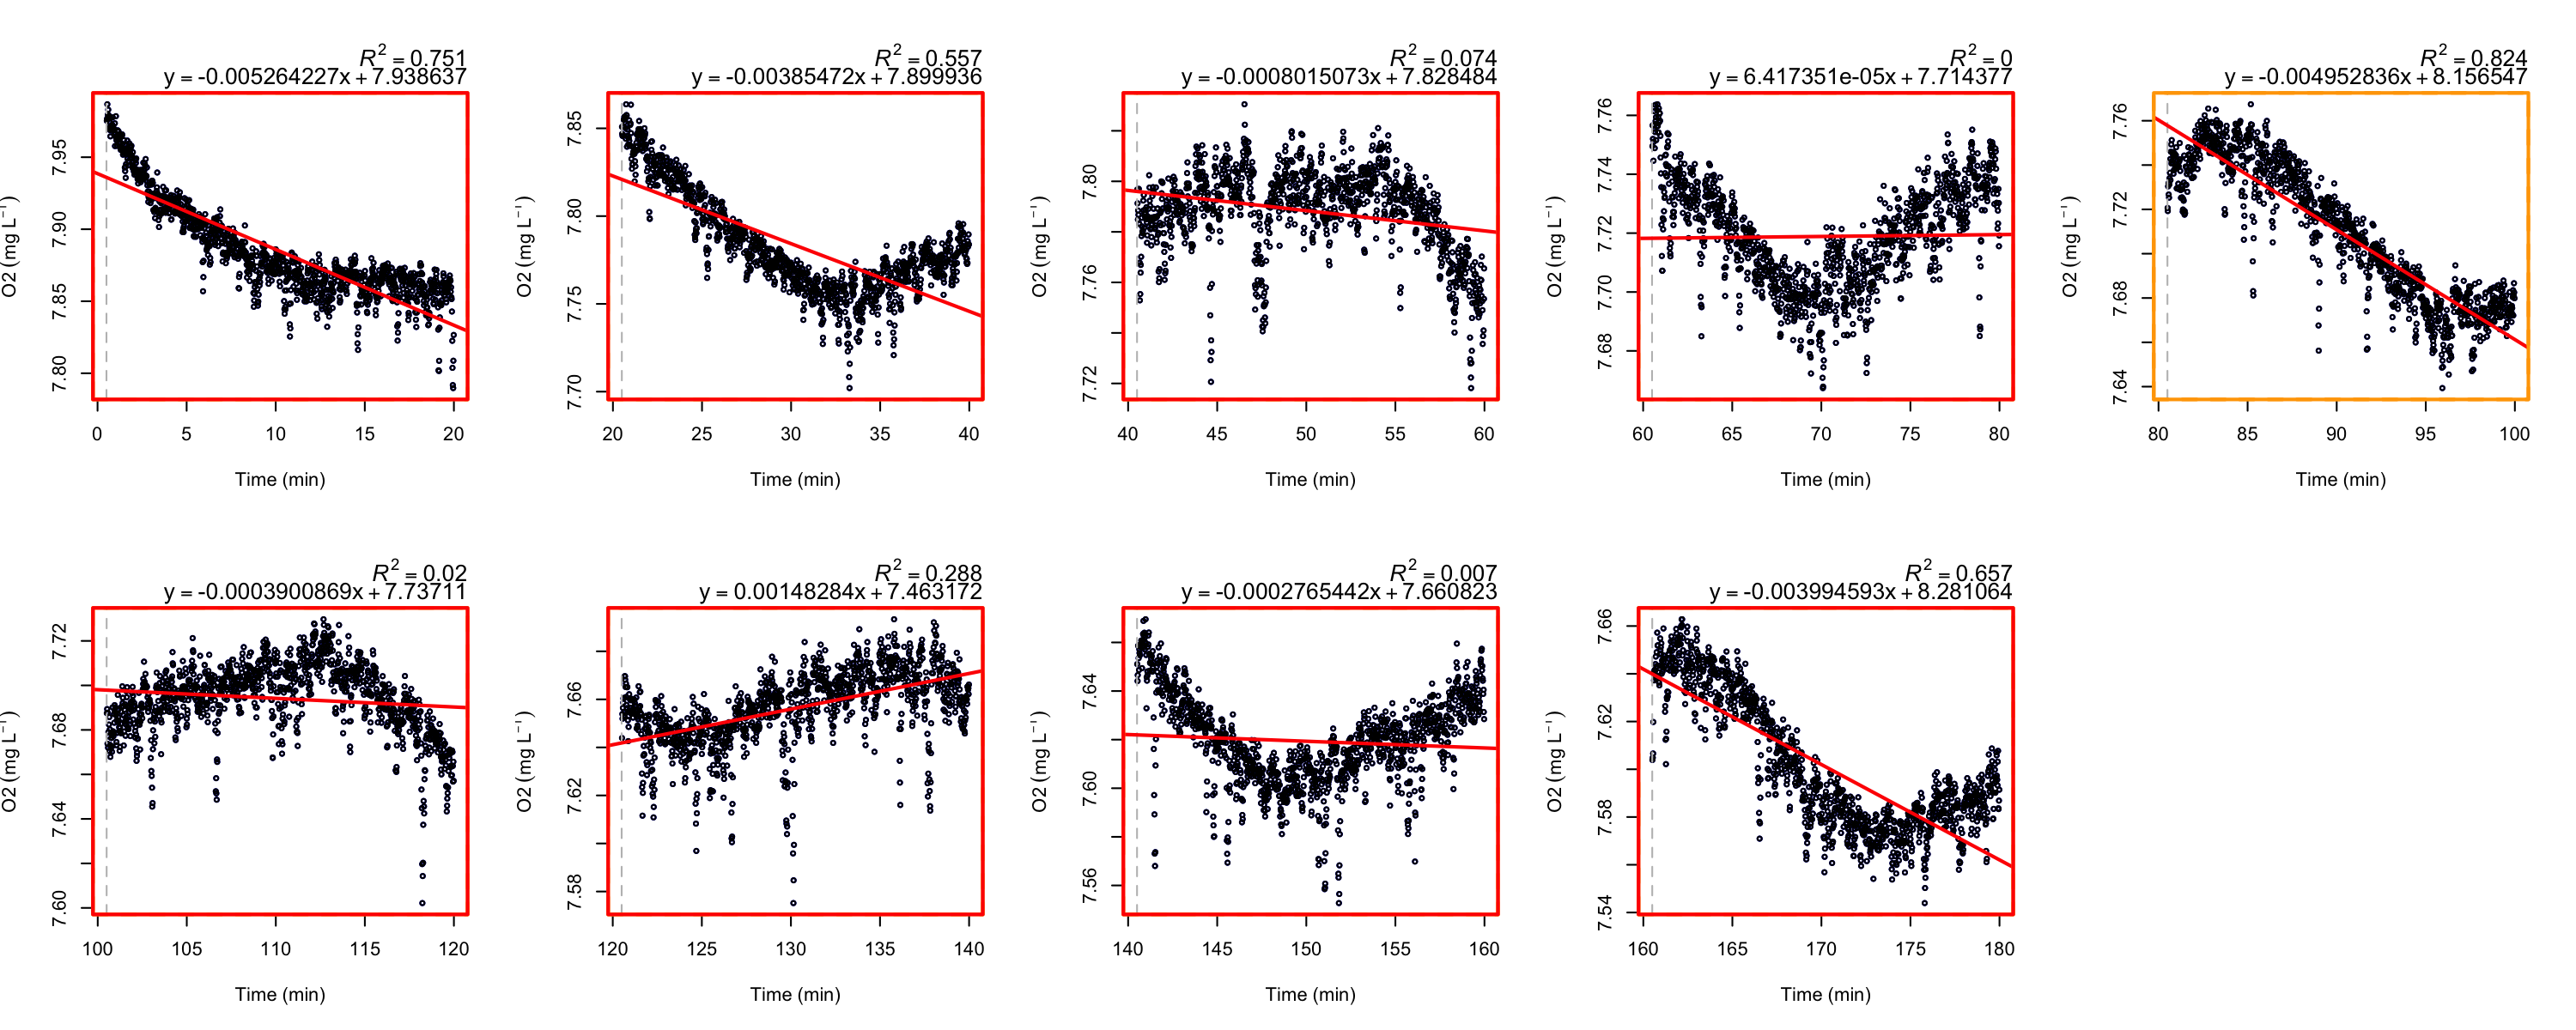 R² = 0.751
y = -0.005264227x + 7.938637
O2 (mg L⁻¹)
7.80 7.85 7.90 7.95
0 5 10 15 20
Time (min)
R² = 0.557
y = -0.00385472x + 7.899936
O2 (mg L⁻¹)
7.70 7.75 7.80 7.85
20 25 30 35 40
Time (min)
R² = 0.074
y = -0.0008015073x + 7.828484
O2 (mg L⁻¹)
7.72 7.76 7.80
40 45 50 55 60
Time (min)
R² = 0
y = 6.417351e-05x + 7.714377
O2 (mg L⁻¹)
7.68 7.70 7.72 7.74 7.76
60 65 70 75 80
Time (min)
R² = 0.824
y = -0.004952836x + 8.156547
O2 (mg L⁻¹)
7.64 7.68 7.72 7.76
80 85 90 95 100
Time (min)
R² = 0.02
y = -0.0003900869x + 7.73711
O2 (mg L⁻¹)
7.60 7.64 7.68 7.72
100 105 110 115 120
Time (min)
R² = 0.288
y = 0.00148284x + 7.463172
O2 (mg L⁻¹)
7.58 7.62 7.66
120 125 130 135 140
Time (min)
R² = 0.007
y = -0.0002765442x + 7.660823
O2 (mg L⁻¹)
7.56 7.60 7.64
140 145 150 155 160
Time (min)
R² = 0.657
y = -0.003994593x + 8.281064
O2 (mg L⁻¹)
7.54 7.58 7.62 7.66
160 165 170 175 180
Time (min)